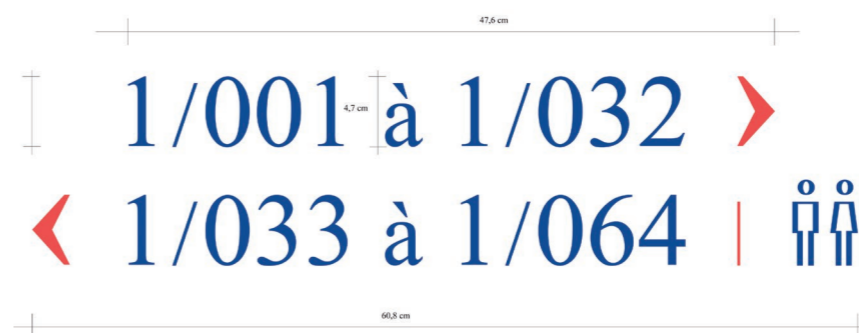 47,6 cm
1/001 à 1/032
4,7 cm
1/033 à 1/064
60,8 cm